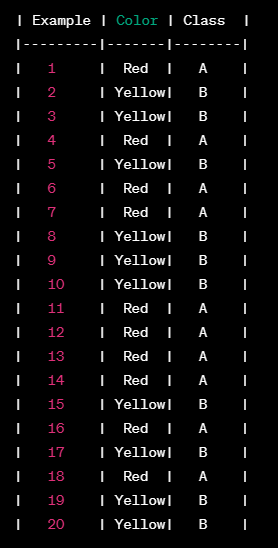 | Example | Color | Class  |
|---------|-------|--------|
|   1     |  Red  |   A    |
|   2     | Yellow|   B    |
|   3     | Yellow|   B    |
|   4     |  Red  |   A    |
|   5     | Yellow|   B    |
|   6     |  Red  |   A    |
|   7     |  Red  |   A    |
|   8     | Yellow|   B    |
|   9     | Yellow|   B    |
|   10    | Yellow|   B    |
|   11    |  Red  |   A    |
|   12    |  Red  |   A    |
|   13    |  Red  |   A    |
|   14    |  Red  |   A    |
|   15    | Yellow|   B    |
|   16    |  Red  |   A    |
|   17    | Yellow|   B    |
|   18    |  Red  |   A    |
|   19    | Yellow|   B    |
|   20    | Yellow|   B    |